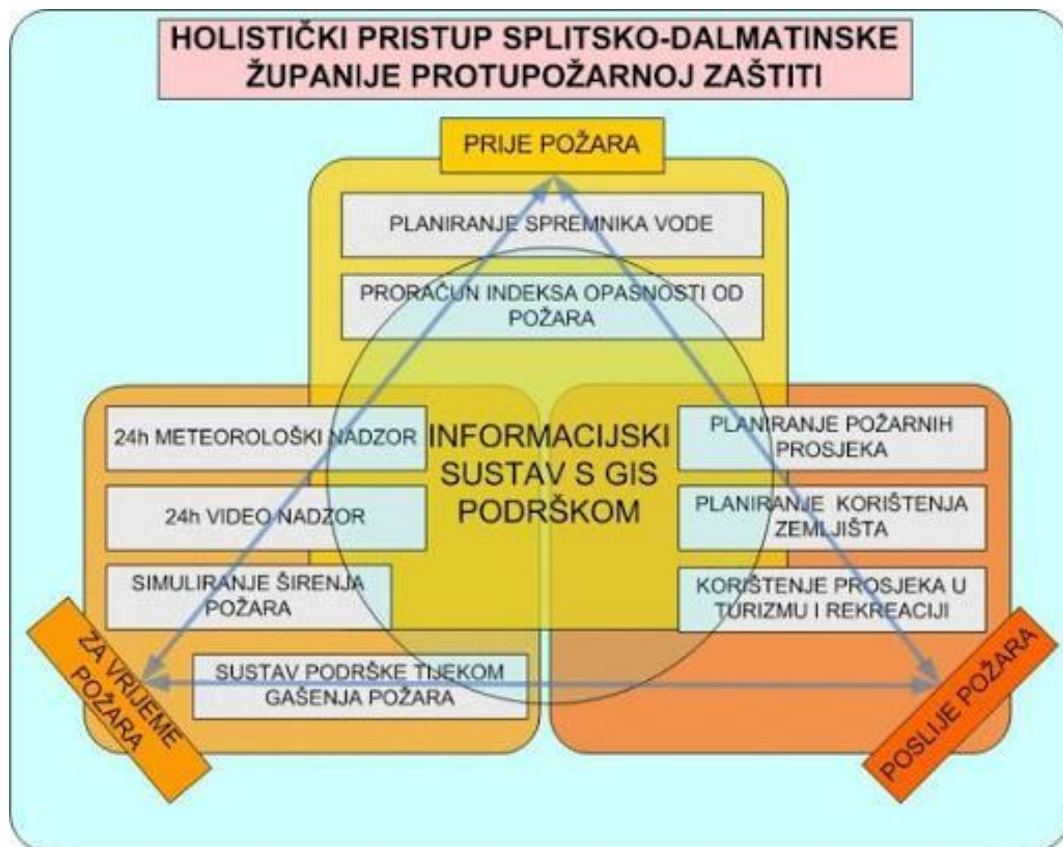 HOLISTIČKI PRISTUP SPLITSKO-DALMATINSKE
ŽUPANIJE PROTUPOŽARNOJ ZAŠTITI
PRIJE POŽARA
PLANIRANJE SPREMNIKA VODE
PRORAČUN INDEKSA OPASNOSTI OD
POŽARA
24h METEOROLOŠKI NADZOR
24h VIDEO NADZOR
SIMULIRANJE ŠIRENJA
POŽARA
SUSTAV PODRŠKE TIJEKOM
GAŠENJA POŽARA
ZA VRIJEME
POŽARA
INFORMACIJSKI
SUSTAV S GIS
PODRŠKOM
PLANIRANJE POŽARNIH
PROSJEKA
PLANIRANJE KORIŠTENJA
ZEMLJIŠTA
KORIŠTENJE PROSJEKA U
TURIZMU I REKREACIJI
POSLIJE POŽARA